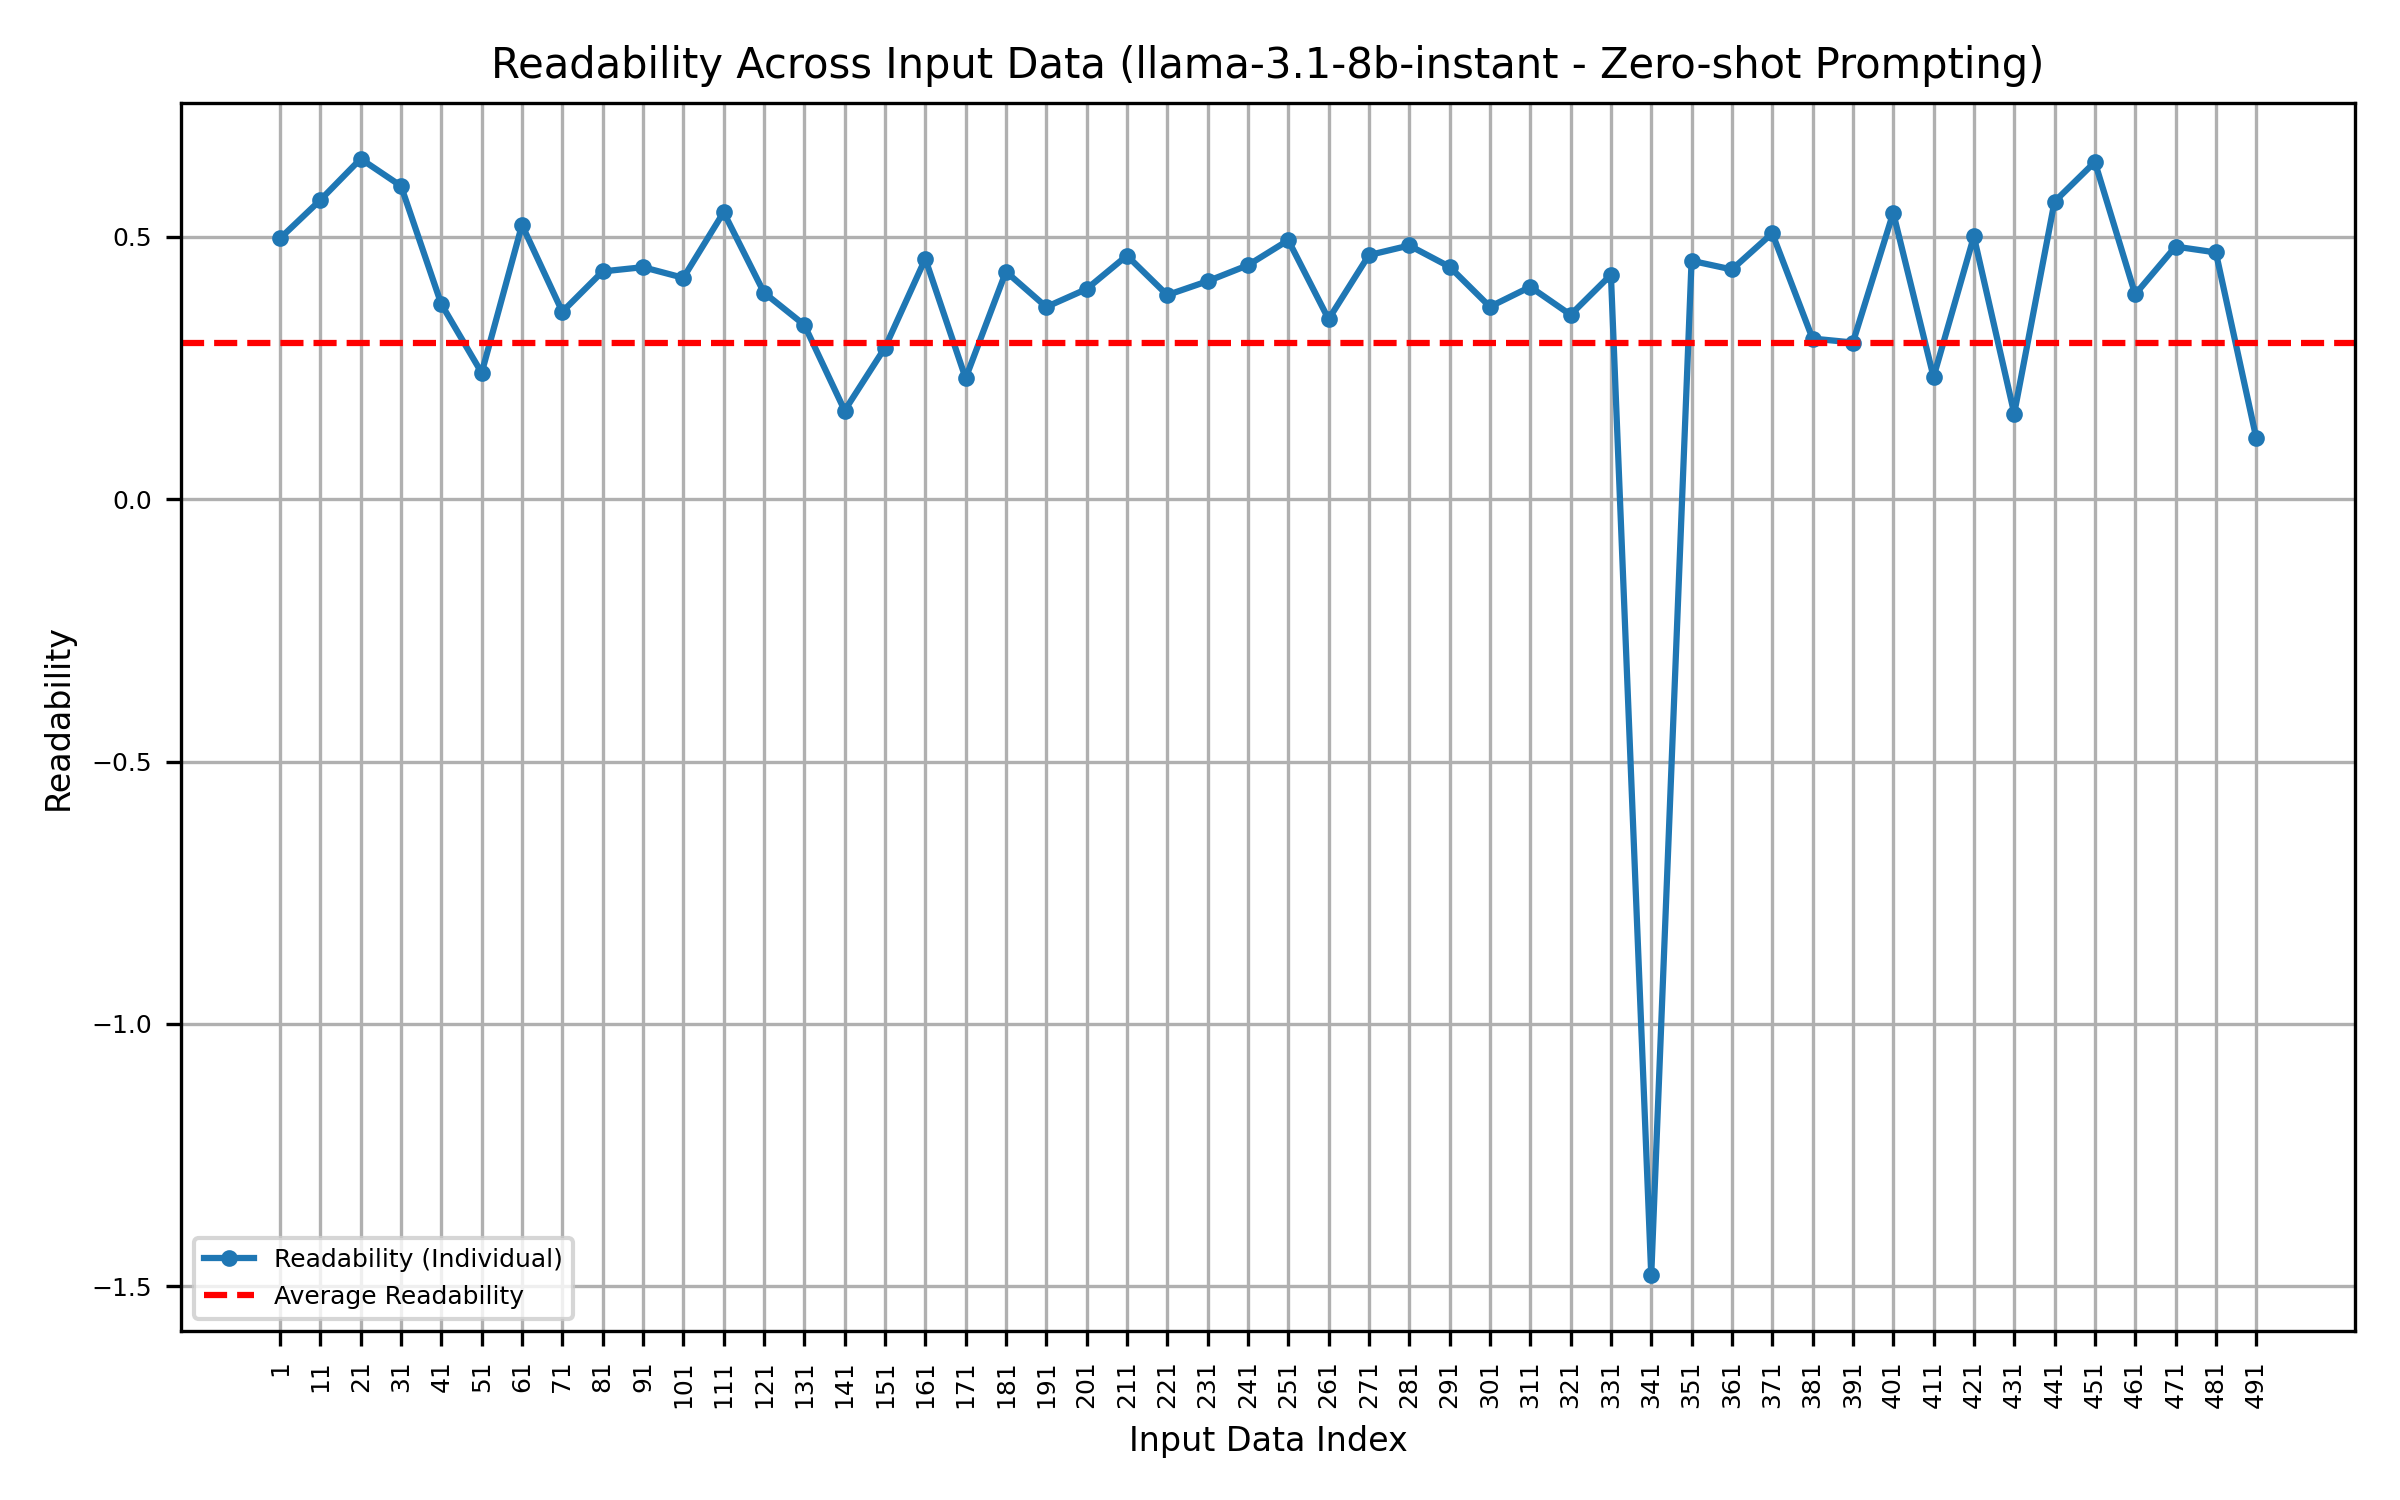 Readability Across Input Data (llama-3.1-8b-instant - Zero-shot Prompting)
Readability
0.5
0.0
−0.5
−1.0
−1.5
Readability (Individual)
Average Readability
1 11 21 31 41 51 61 71 81 91 101 111 121 131 141 151 161 171 181 191 201 211 221 231 241 251 261 271 281 291 301 311 321 331 341 351 361 371 381 391 401 411 421 431 441 451 461 471 481 491
Input Data Index